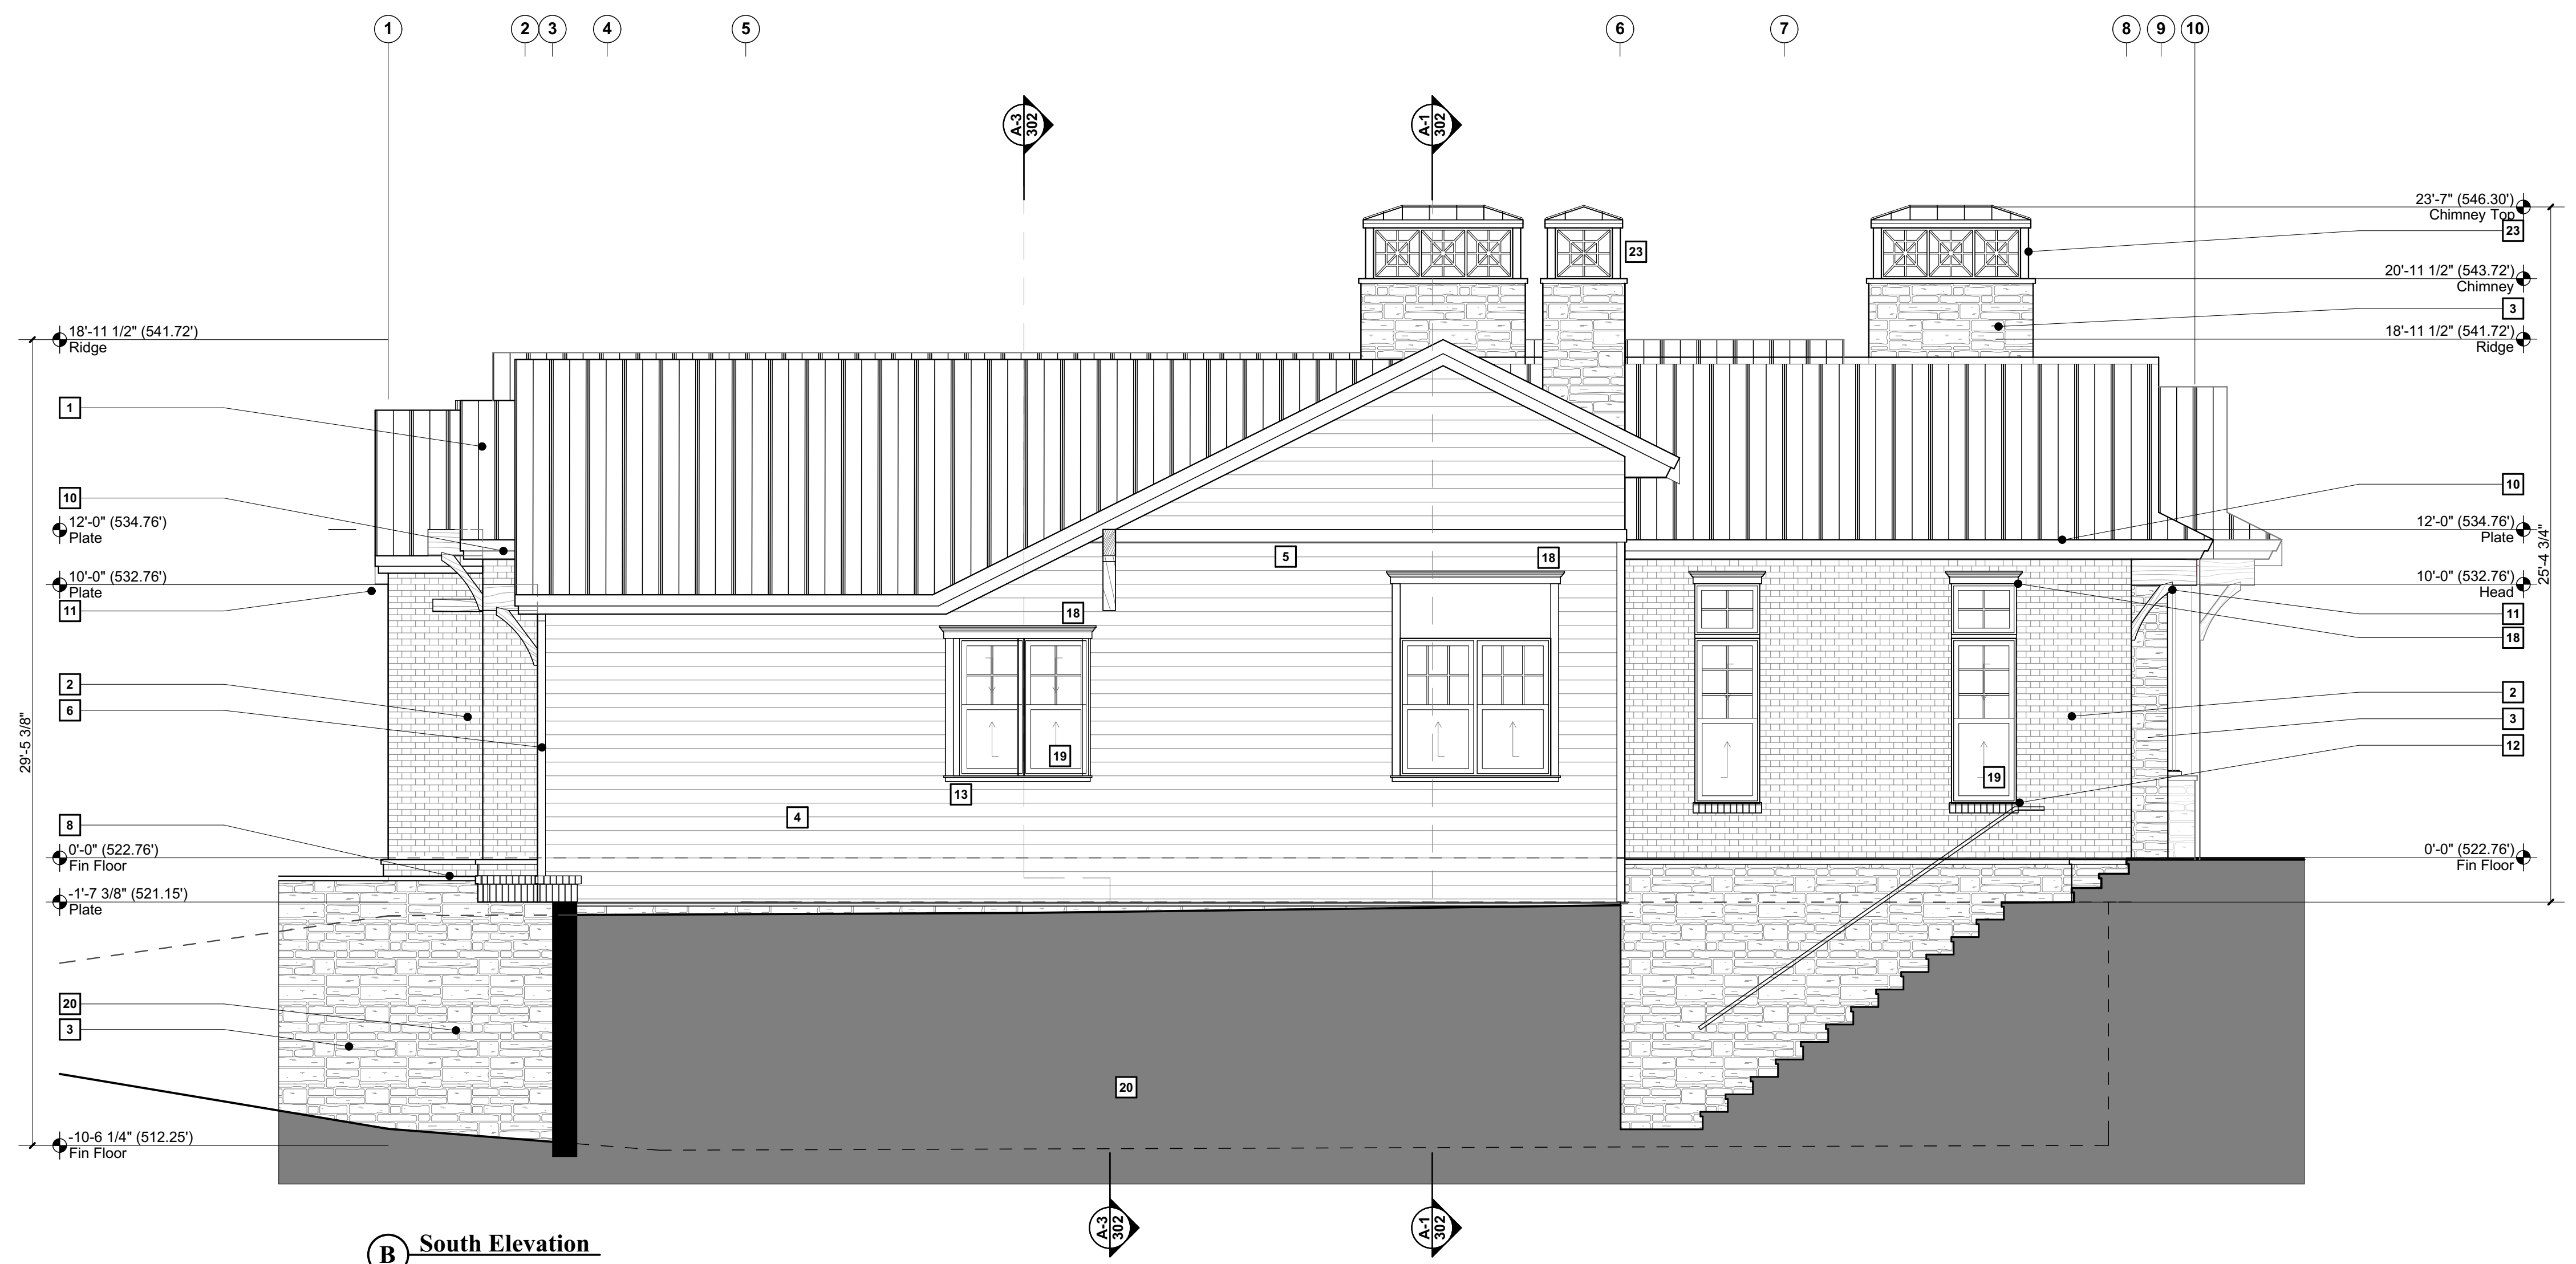 1 2 3 4 5 6 7 8 9 10
A-3 302
A-1 302
23'-7" (546.30')
Chimney Top
23
23
20'-11 1/2" (543.72')
Chimney
3
18'-11 1/2" (541.72')
Ridge
18'-11 1/2" (541.72')
Ridge
1
10
10
12'-0" (534.76')
Plate
12'-0" (534.76')
Plate
25'-4 3/4"
5
18
10'-0" (532.76')
Plate
10'-0" (532.76')
Head
11
18
11
18
2
2
6
3
29'-5 3/8"
12
19
19
13
4
8
0'-0" (522.76')
Fin Floor
0'-0" (522.76')
Fin Floor
-1'-7 3/8" (521.15')
Plate
20
3
20
-10-6 1/4" (512.25')
Fin Floor
A-3 302
A-1 302
B South Elevation